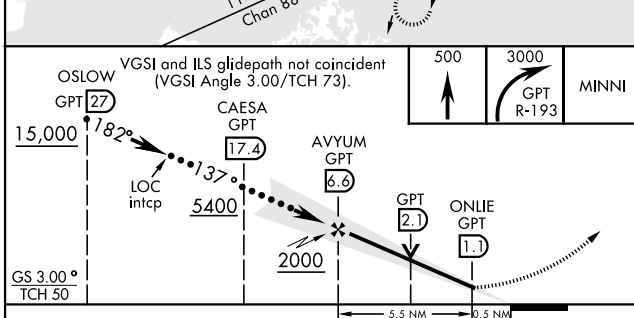 Chan 88
VGSI and ILS glidepath not coincident
(VGSI Angle 3.00/TCH 73).
500
3000
GPT
R-193
MINNI
OSLOW
GPT 27
15,000
182°
LOC
intcp
137°
CAESA
GPT
17.4
5400
AVYUM
GPT
6.6
2000
GPT
2.1
ONLIE
GPT
1.1
GS 3.00°
TCH 50
5.5 NM
0.5 NM